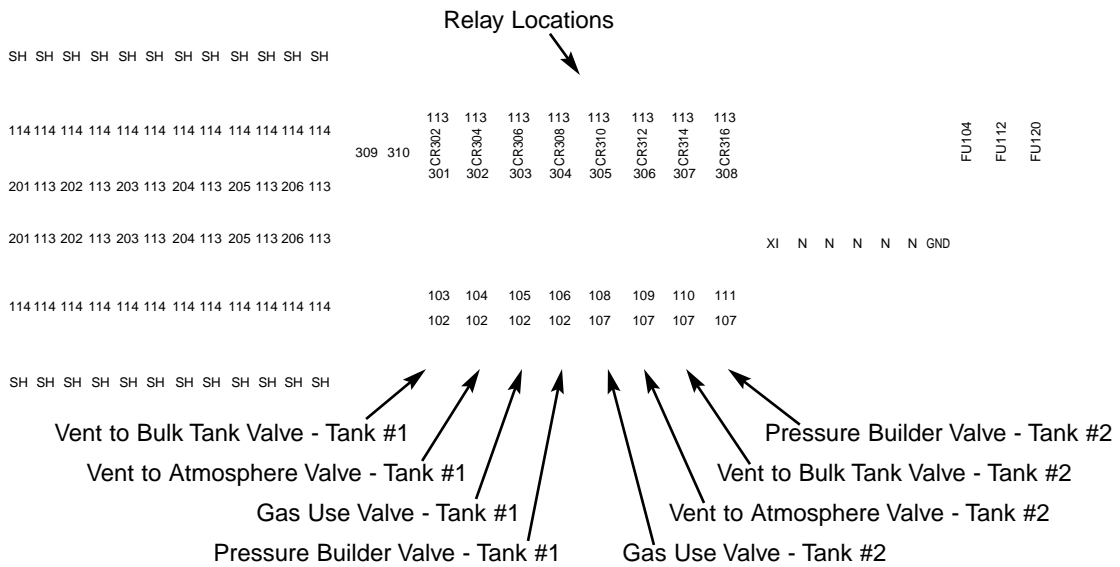 Relay Locations
SH SH SH SH SH SH SH SH SH SH SH SH
113 113 113 113 113 113 113 113
114 114 114 114 114 114 114 114 114 114 114 114
309 310 CR302 CR304 CR306 CR308 CR310 CR312 CR314 CR316 FU104 FU112 FU120
301 302 303 304 305 306 307 308
201 113 202 113 203 113 204 113 205 113 206 113
201 113 202 113 203 113 204 113 205 113 206 113
XI N N N N N GND
103 104 105 106 108 109 110 111
114 114 114 114 114 114 114 114 114 114 114 114
102 102 102 102 107 107 107 107
SH SH SH SH SH SH SH SH SH SH SH SH
Vent to Bulk Tank Valve - Tank #1
Pressure Builder Valve - Tank #2
Vent to Atmosphere Valve - Tank #1
Vent to Bulk Tank Valve - Tank #2
Gas Use Valve - Tank #1
Vent to Atmosphere Valve - Tank #2
Pressure Builder Valve - Tank #1
Gas Use Valve - Tank #2